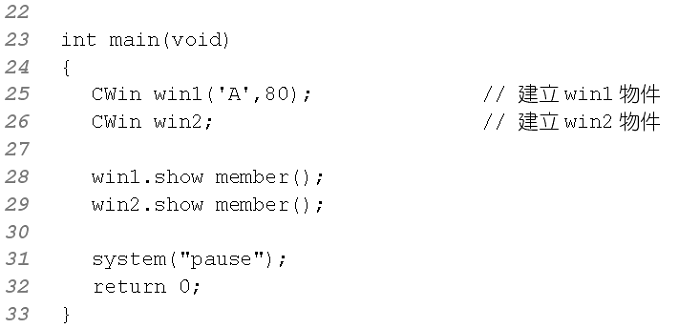 22
23 int main(void)
24 {
25 CWin win1('A',80); // 建立 win1 物件
26 CWin win2; // 建立 win2 物件
27
28 win1.show member();
29 win2.show member();
30
31 system("pause");
32 return 0;
33 }